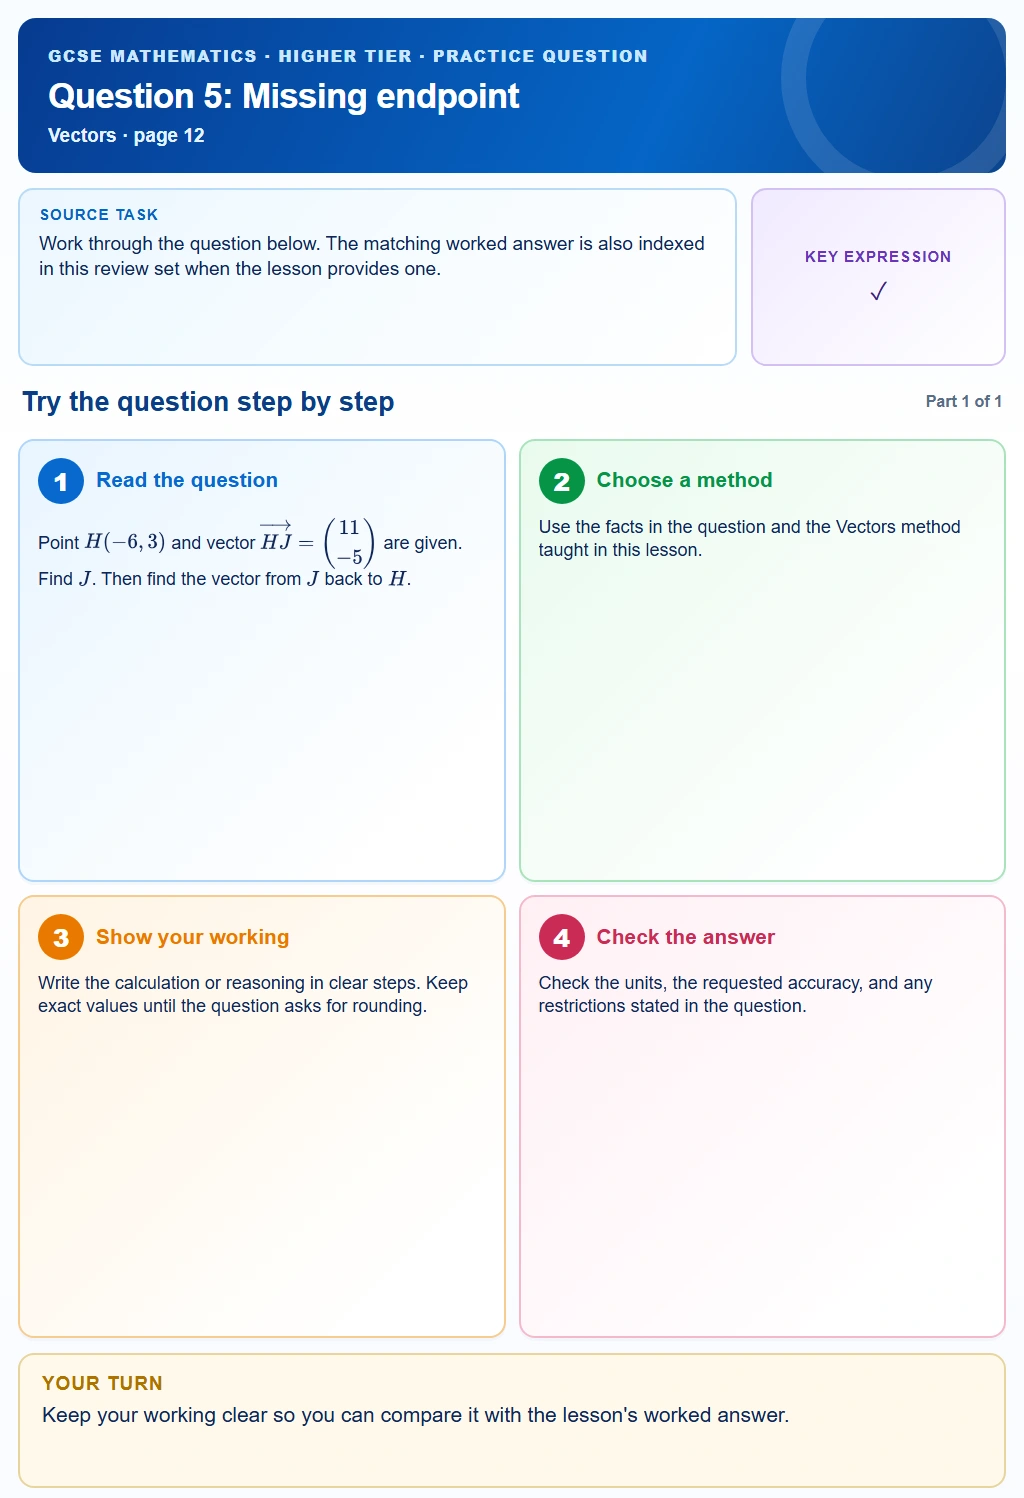 GCSE MATHEMATICS · HIGHER TIER · PRACTICE QUESTION
Question 5: Missing endpoint
Vectors · page 12
SOURCE TASK
Work through the question below. The matching worked answer is also indexed
in this review set when the lesson provides one.
KEY EXPRESSION
✓
Try the question step by step
Part 1 of 1
1 Read the question
Point H(−6, 3) and vector $\overrightarrow{HJ} = \begin{pmatrix} 11 \\ -5 \end{pmatrix}$ are given.
Find J. Then find the vector from J back to H.
2 Choose a method
Use the facts in the question and the Vectors method
taught in this lesson.
3 Show your working
Write the calculation or reasoning in clear steps. Keep
exact values until the question asks for rounding.
4 Check the answer
Check the units, the requested accuracy, and any
restrictions stated in the question.
YOUR TURN
Keep your working clear so you can compare it with the lesson's worked answer.